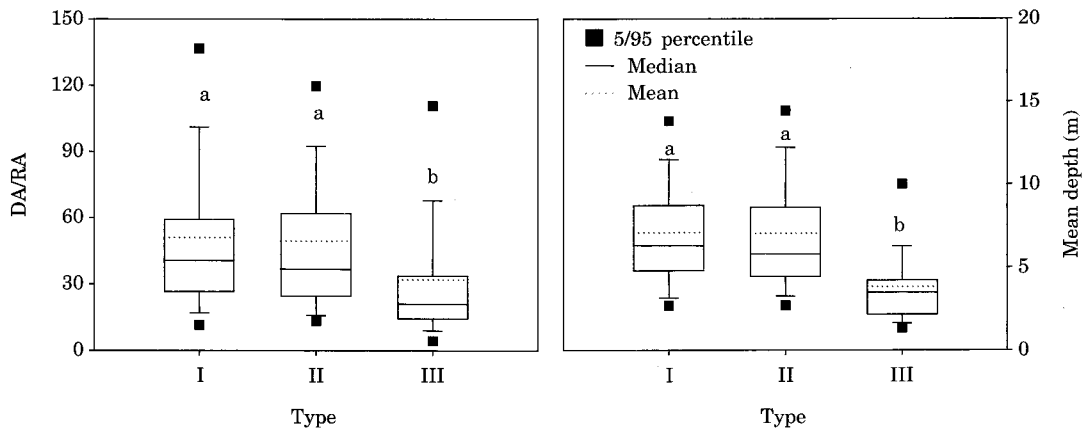 150
120
90
60
30
0
DA/RA
a
a
b
I
II
III
Type
5/95 percentile
Median
Mean
a
a
b
I
II
III
Type
20
15
10
5
0
Mean depth (m)